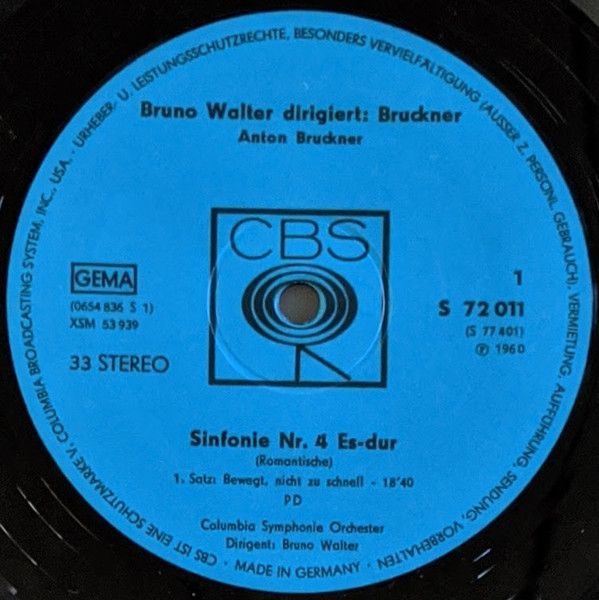 URHEBER- U. LEISTUNGSSCHUTZRECHTE, BESONDERS VERVIELFÄLTIGUNG (AUSSER Z. PERSÖNL. GEBRAUCH), VERMIETUNG, AUFFÜHRUNG, SENDUNG, VORBEHALTEN
Bruno Walter dirigiert: Bruckner
Anton Bruckner
CBS
GEMA
(0654 836 S 1)
XSM 53 939
33 STEREO
1
S 72 011
(S 77 401)
℗ 1960
Sinfonie Nr. 4 Es-dur
(Romantische)
1. Satz: Bewegt, nicht zu schnell - 18'40
PD
Columbia Symphonie Orchester
Dirigent: Bruno Walter
• MADE IN GERMANY •
CBS IST EINE SCHUTZMARKE V. COLUMBIA BROADCASTING SYSTEM, INC., USA. •